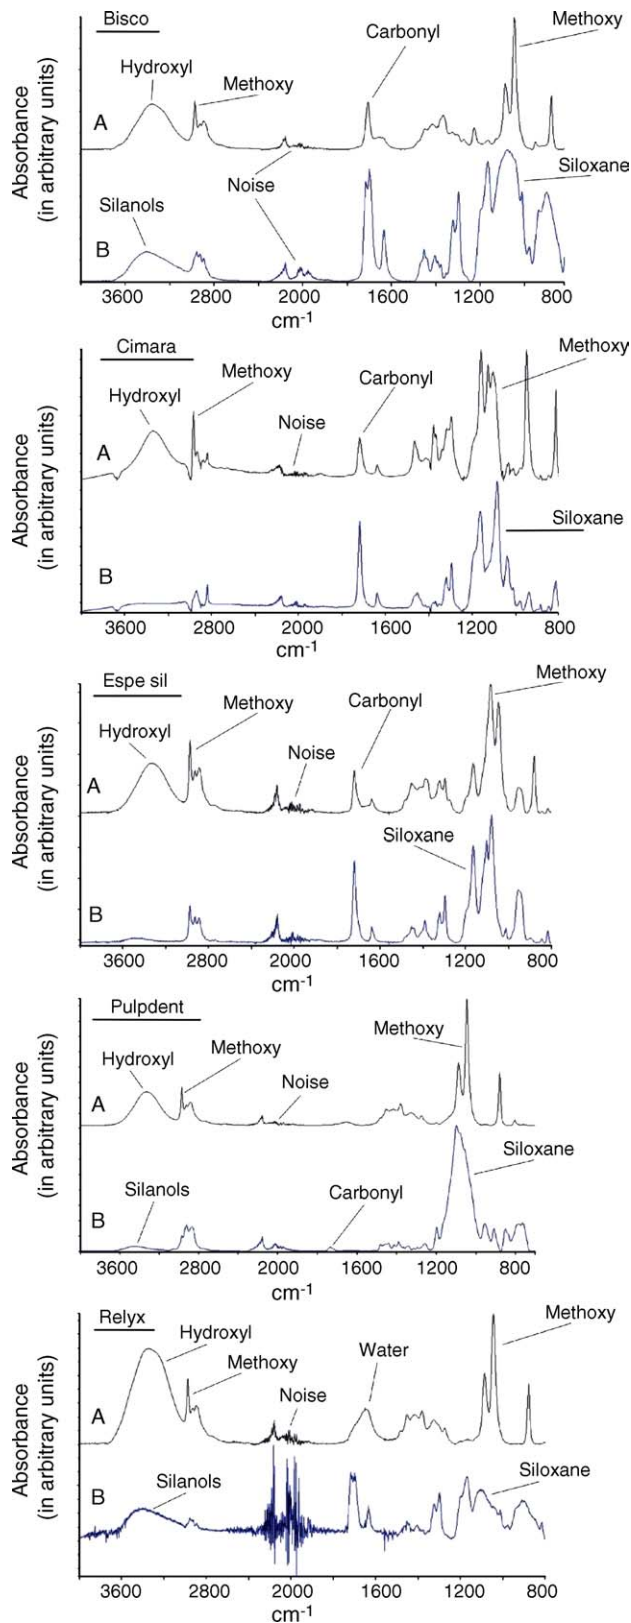 Bisco
Absorbance
(in arbitrary units)
Hydroxyl
Methoxy
Carbonyl
Methoxy
A
Noise
Siloxane
Silanols
B
3600 2800 2000 1600 1200 800
cm-1
Cimara
Absorbance
(in arbitrary units)
Hydroxyl
Methoxy
Noise
Carbonyl
Methoxy
A
Siloxane
B
3600 2800 2000 1600 1200 800
cm-1
Espe sil
Absorbance
(in arbitrary units)
Hydroxyl
Methoxy
Noise
Carbonyl
Methoxy
A
Siloxane
B
3600 2800 2000 1600 1200 800
cm-1
Pulpdent
Absorbance
(in arbitrary units)
Hydroxyl
Methoxy
Noise
Methoxy
A
Siloxane
Silanols
Carbonyl
B
3600 2800 2000 1600 1200 800
cm-1
Relyx
Absorbance
(in arbitrary units)
Hydroxyl
Methoxy
Noise
Water
Methoxy
A
Silanols
Siloxane
B
3600 2800 2000 1600 1200 800
cm-1